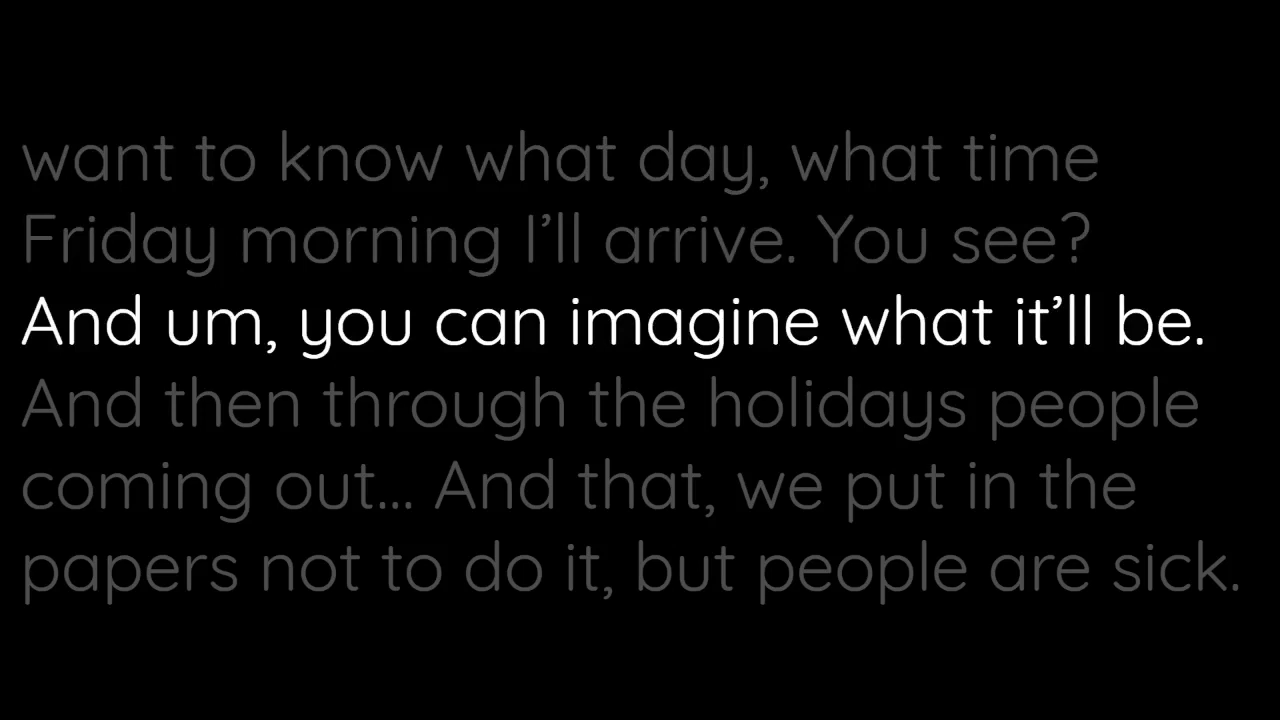 want to know what day, what time
Friday morning I’ll arrive. You see?
And um, you can imagine what it’ll be.
And then through the holidays people
coming out... And that, we put in the
papers not to do it, but people are sick.